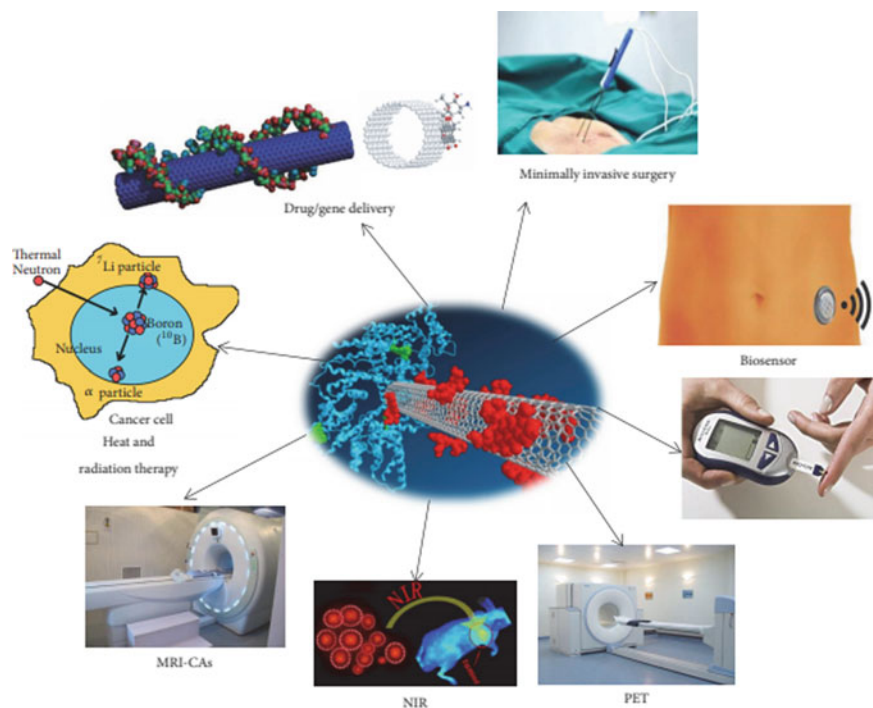 Minimally invasive surgery
Drug/gene delivery
Thermal
Neutron
7Li particle
Boron
(10B)
Nucleus
α particle
Cancer cell
Heat and
radiation therapy
Biosensor
MRI-CAs
NIR
NIR
PET